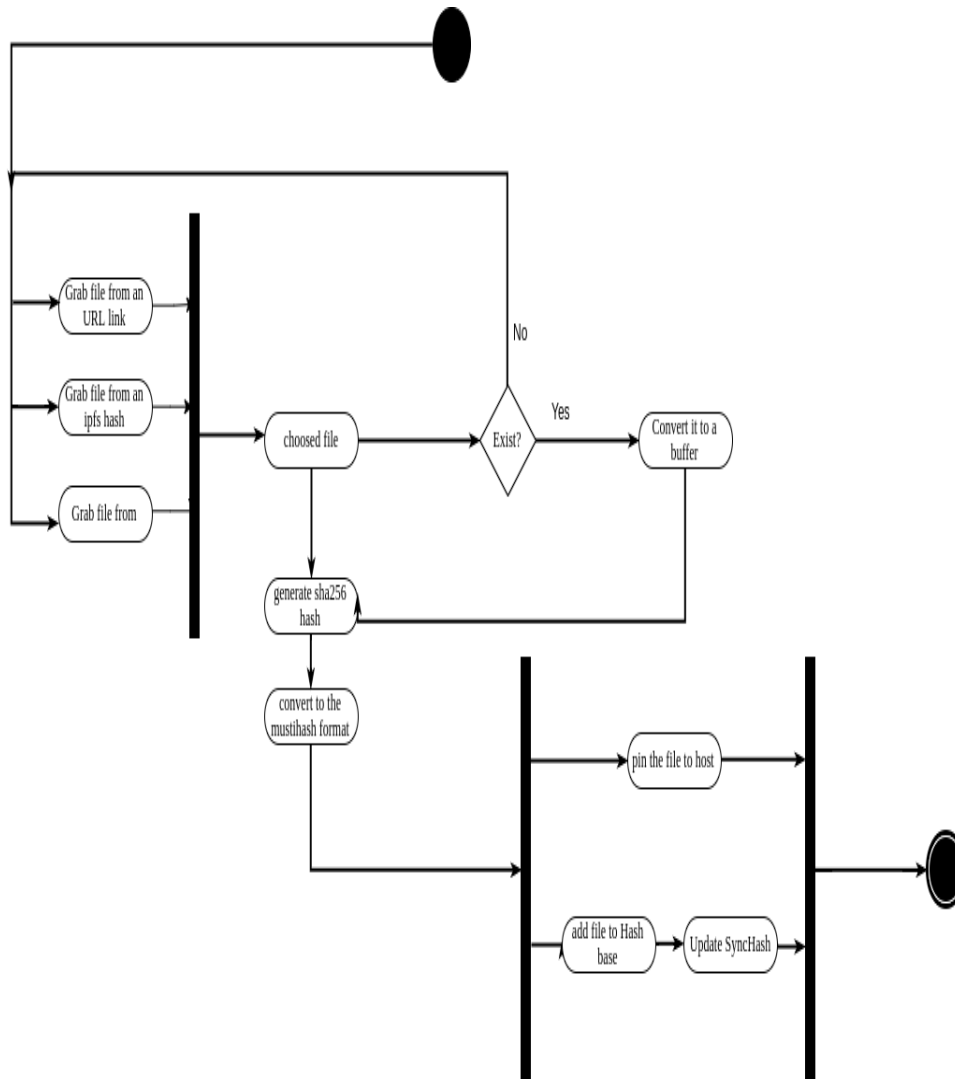 Grab file from an
URL link
No
Grab file from an
ipfs hash
Yes
choosed file
Exist?
Convert it to a
buffer
Grab file from
generate sha256
hash
convert to the
mustihash format
pin the file to host
add file to Hash
base
Update SyncHash